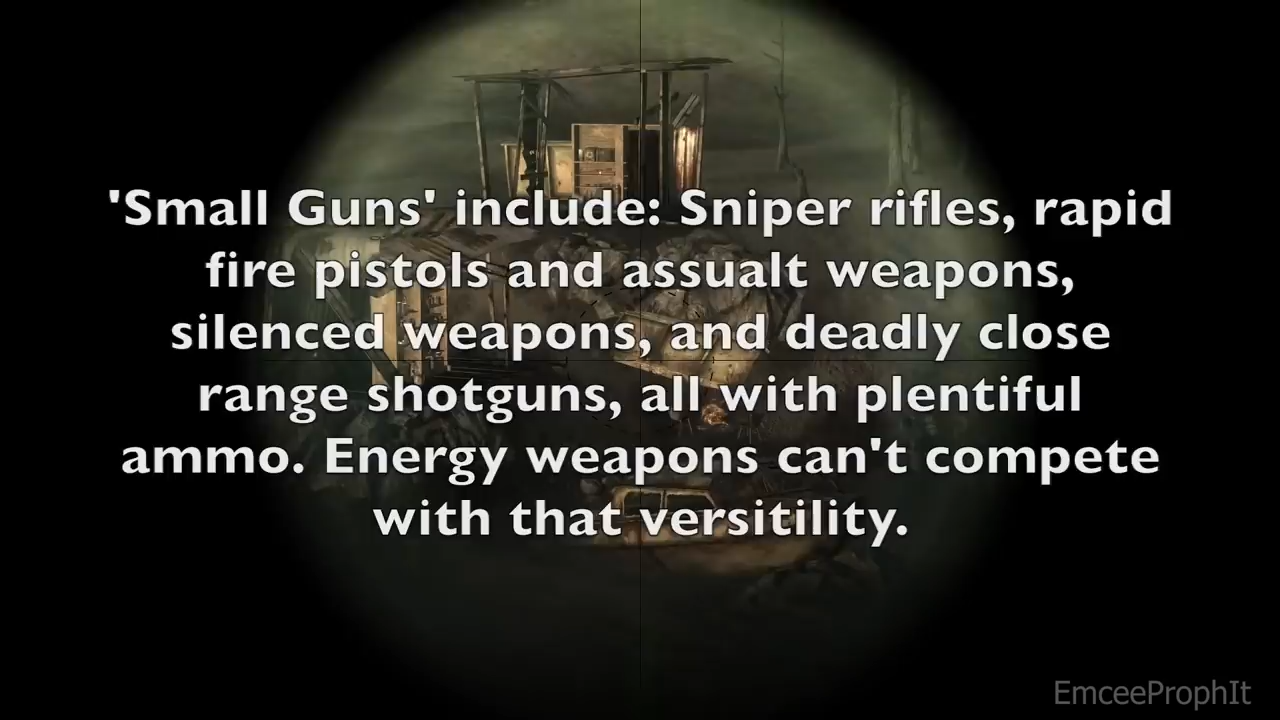 'Small Guns' include: Sniper rifles, rapid
fire pistols and assualt weapons,
silenced weapons, and deadly close
range shotguns, all with plentiful
ammo. Energy weapons can't compete
with that versitility.
EmceeProphIt